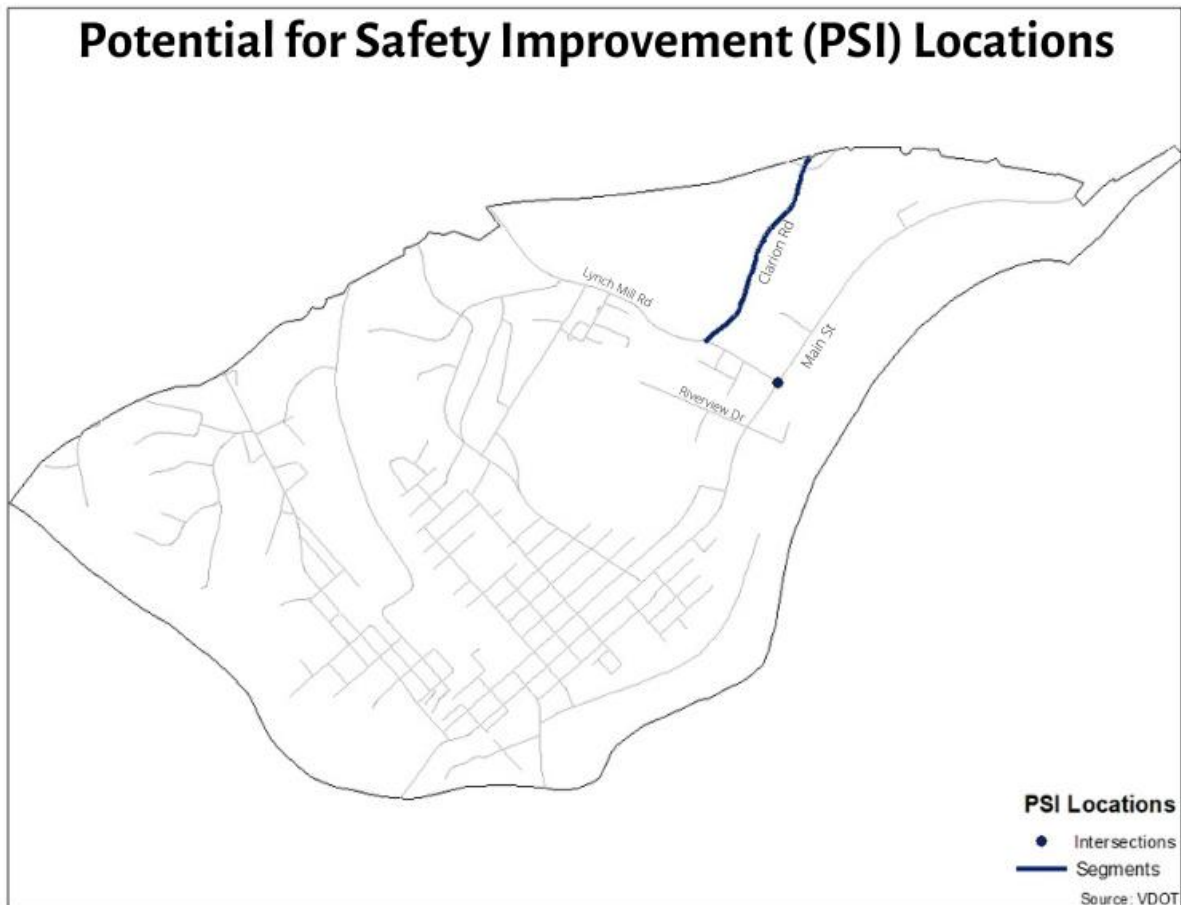 Potential for Safety Improvement (PSI) Locations
Clarion Rd
Lynch Mill Rd
Main St
Riverview Dr
PSI Locations
Intersections
Segments
Source: VDOT